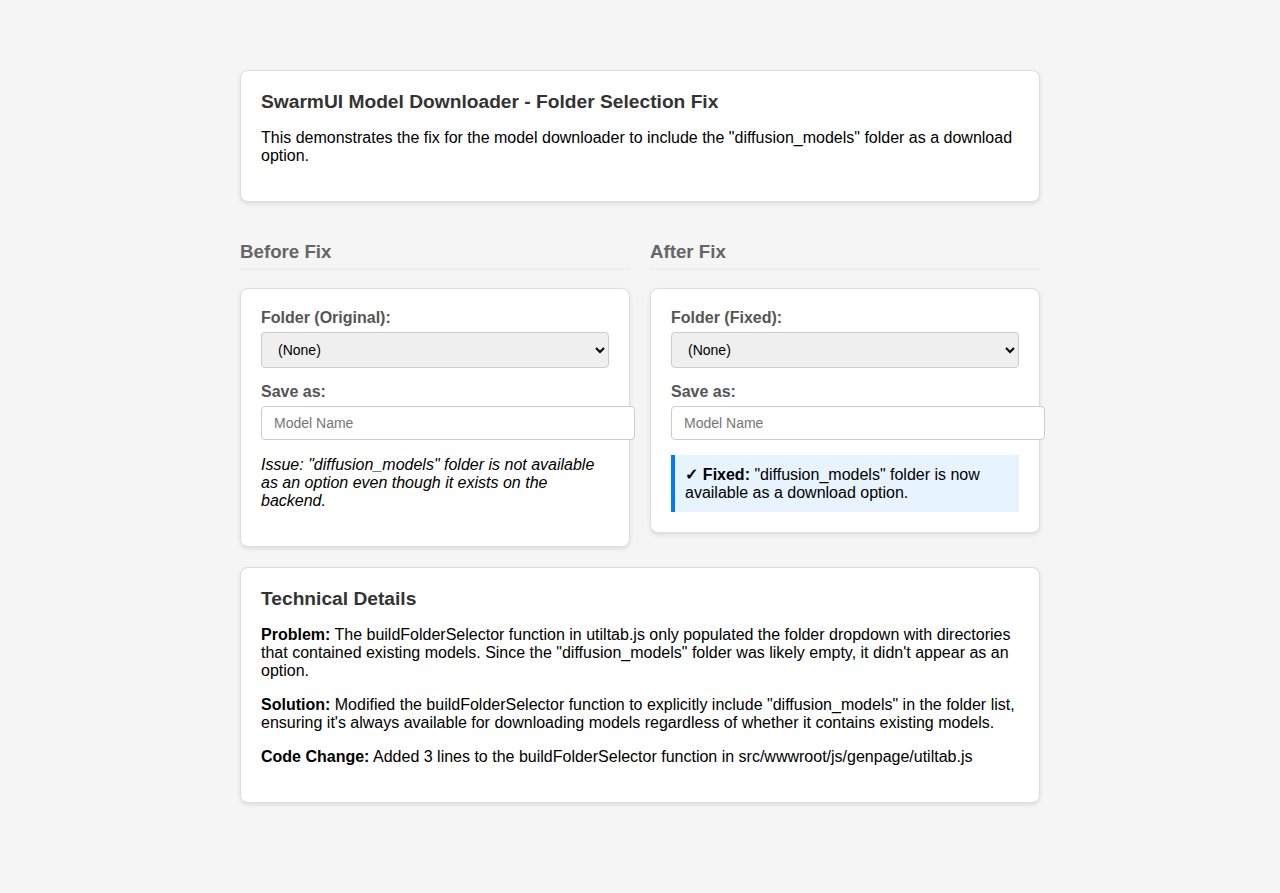 SwarmUI Model Downloader - Folder Selection Fix
This demonstrates the fix for the model downloader to include the "diffusion_models" folder as a download
option.
Before Fix
Folder (Original):
(None)
Save as:
Model Name
Issue: "diffusion_models" folder is not available
as an option even though it exists on the
backend.
After Fix
Folder (Fixed):
(None)
Save as:
Model Name
✓ Fixed: "diffusion_models" folder is now
available as a download option.
Technical Details
Problem: The buildFolderSelector function in utiltab.js only populated the folder dropdown with directories
that contained existing models. Since the "diffusion_models" folder was likely empty, it didn't appear as an
option.
Solution: Modified the buildFolderSelector function to explicitly include "diffusion_models" in the folder list,
ensuring it's always available for downloading models regardless of whether it contains existing models.
Code Change: Added 3 lines to the buildFolderSelector function in src/wwwroot/js/genpage/utiltab.js